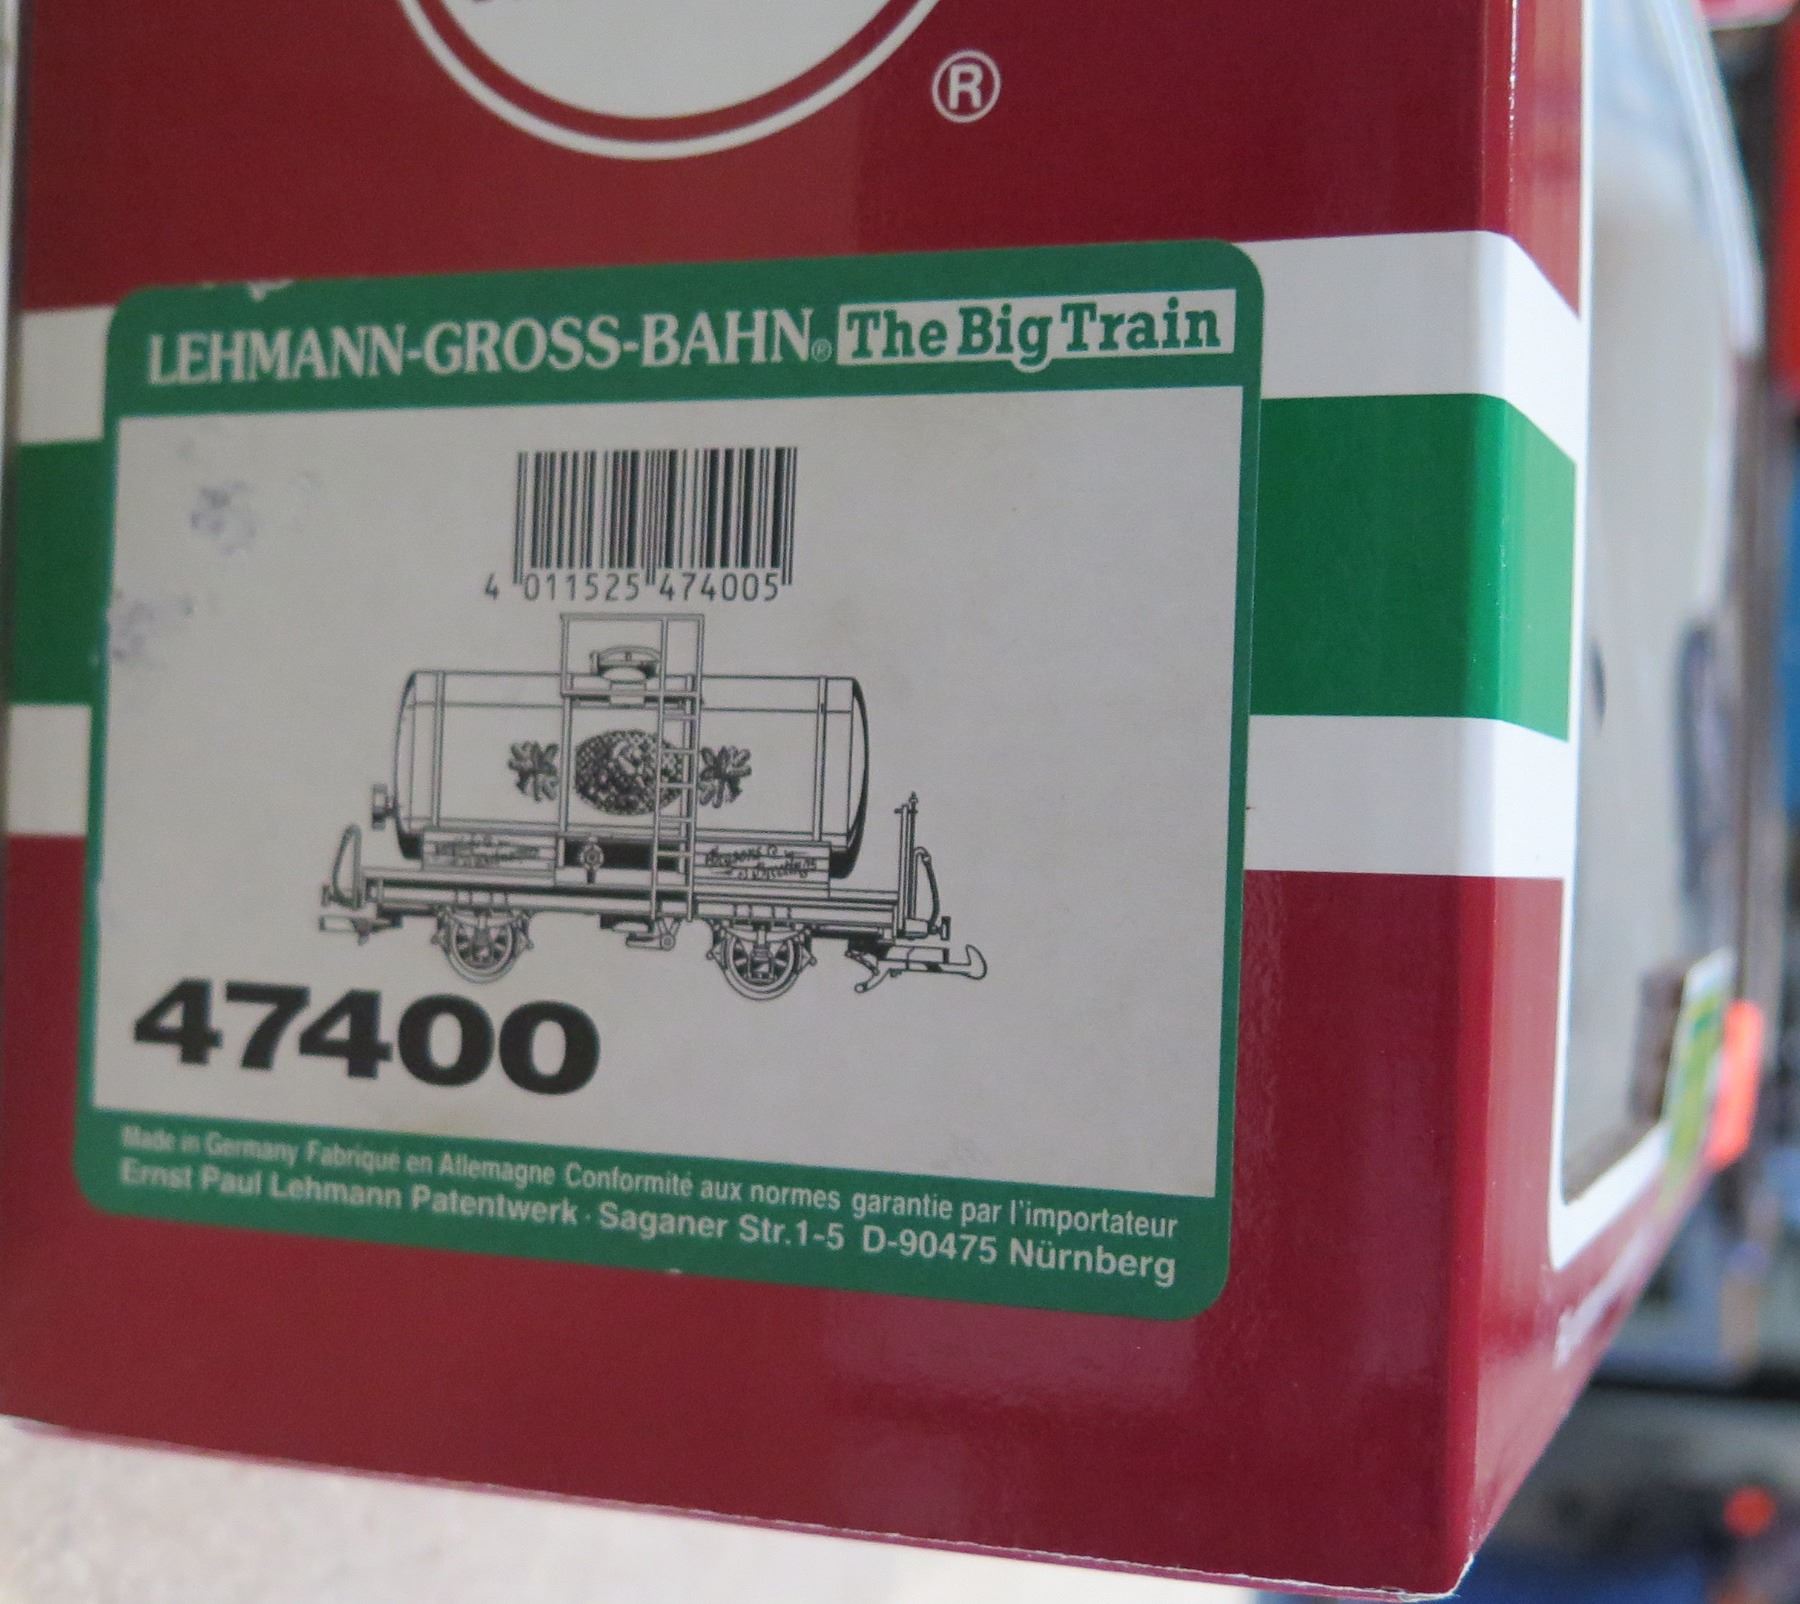 ®
LEHMANN-GROSS-BAHN® The Big Train
4 011525 474005
47400
Made in Germany Fabriqué en Allemagne Conformité aux normes garantie par l'importateur
Ernst Paul Lehmann Patentwerk · Saganer Str.1-5 D-90475 Nürnberg